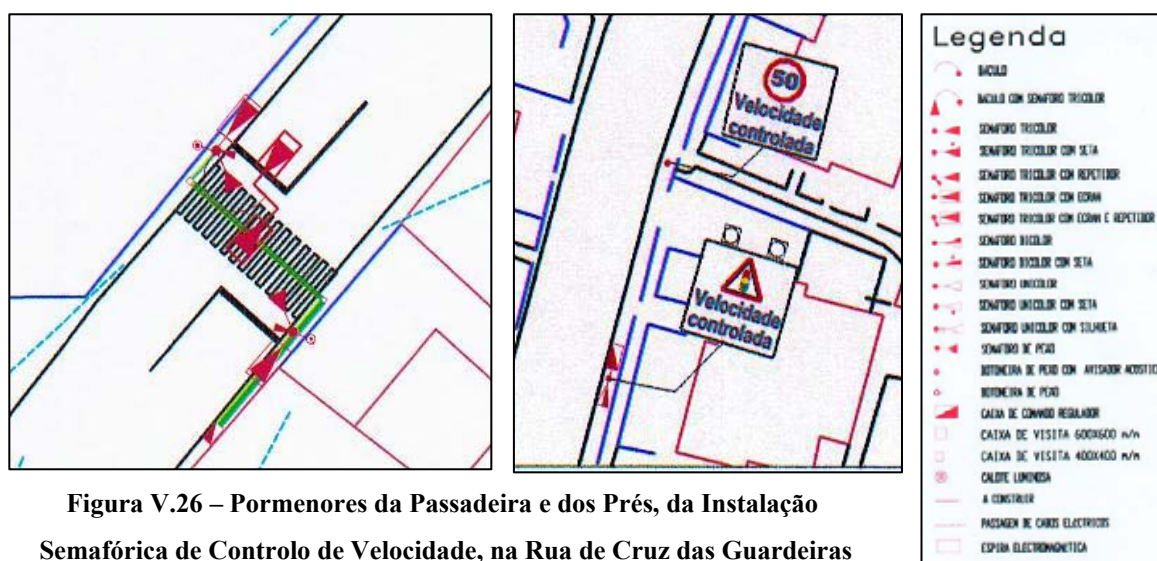 50
Velocidade
controlada
Velocidade
controlada
Legenda
BACULO
BACULO COM SEMAFORO TRICOLOR
SEMAFORO TRICOLOR
SEMAFORO TRICOLOR COM SETA
SEMAFORO TRICOLOR COM REPETIDOR
SEMAFORO TRICOLOR COM ECRAN
SEMAFORO TRICOLOR COM ECRAN E REPETIDOR
SEMAFORO BICOLOR
SEMAFORO BICOLOR COM SETA
SEMAFORO UNICOLOR
SEMAFORO UNICOLOR COM SETA
SEMAFORO UNICOLOR COM SILHUETA
SEMAFORO DE PEAO
BOTONEIRA DE PEAO COM AVISADOR ACUSTIC
BOTONEIRA DE PEAO
CAIXA DE COMANDO REGULADOR
CAIXA DE VISITA 600X600 m/m
CAIXA DE VISITA 400X400 m/m
CALOTE LUMINOSA
A CONSTRUIR
PASSAGEM DE CABOS ELECTRICOS
ESPIRA ELECTROMAGNETICA
Figura V.26 – Pormenores da Passadeira e dos Prés, da Instalação
Semafórica de Controlo de Velocidade, na Rua de Cruz das Guardeiras